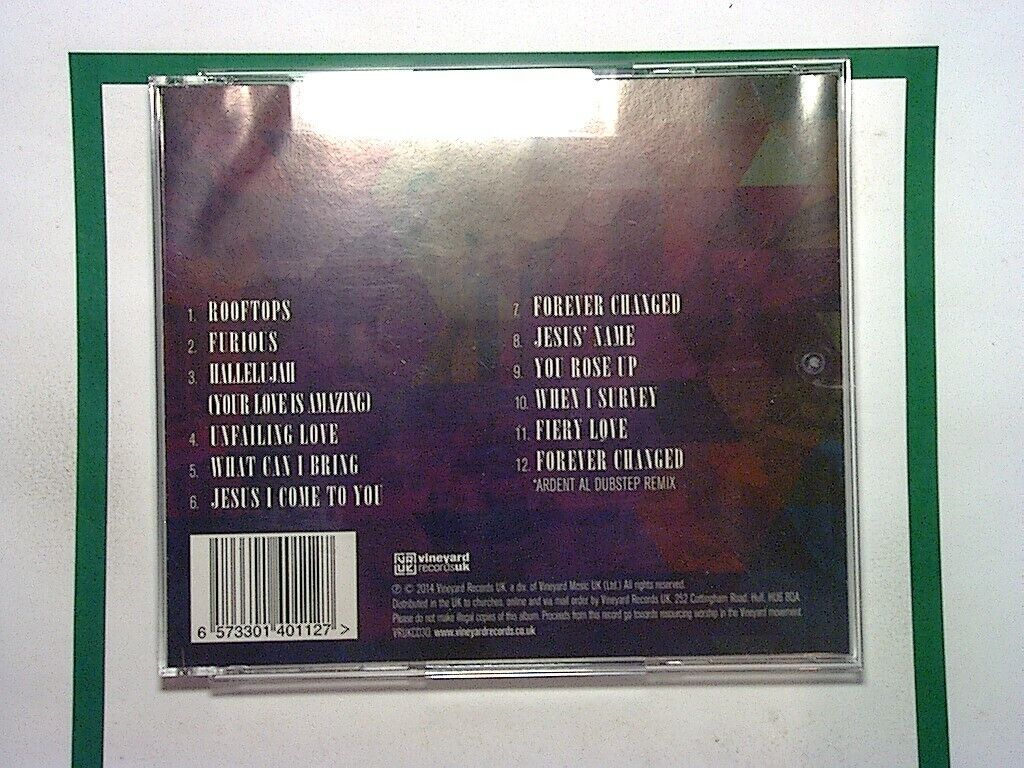 1. ROOFTOPS
2. FURIOUS
3. HALLELUJAH
(YOUR LOVE IS AMAZING)
4. UNFAILING LOVE
5. WHAT CAN I BRING
6. JESUS I COME TO YOU
7. FOREVER CHANGED
8. JESUS' NAME
9. YOU ROSE UP
10. WHEN I SURVEY
11. FIERY LOVE
12. FOREVER CHANGED
*ARDENT AL DUBSTEP REMIX
6 573301 401127 >
VR UK vineyard
recordsuk
℗ © 2014 Vineyard Records UK, a div. of Vineyard Music UK (Ltd.) All rights reserved.
Distributed in the UK to churches, online and via mail order by Vineyard Records UK, 252 Cottingham Road, Hull, HU6 8QA.
Please do not make illegal copies of this album. Proceeds from this record go towards resourcing worship in the Vineyard movement.
VRUKCD30. www.vineyardrecords.co.uk